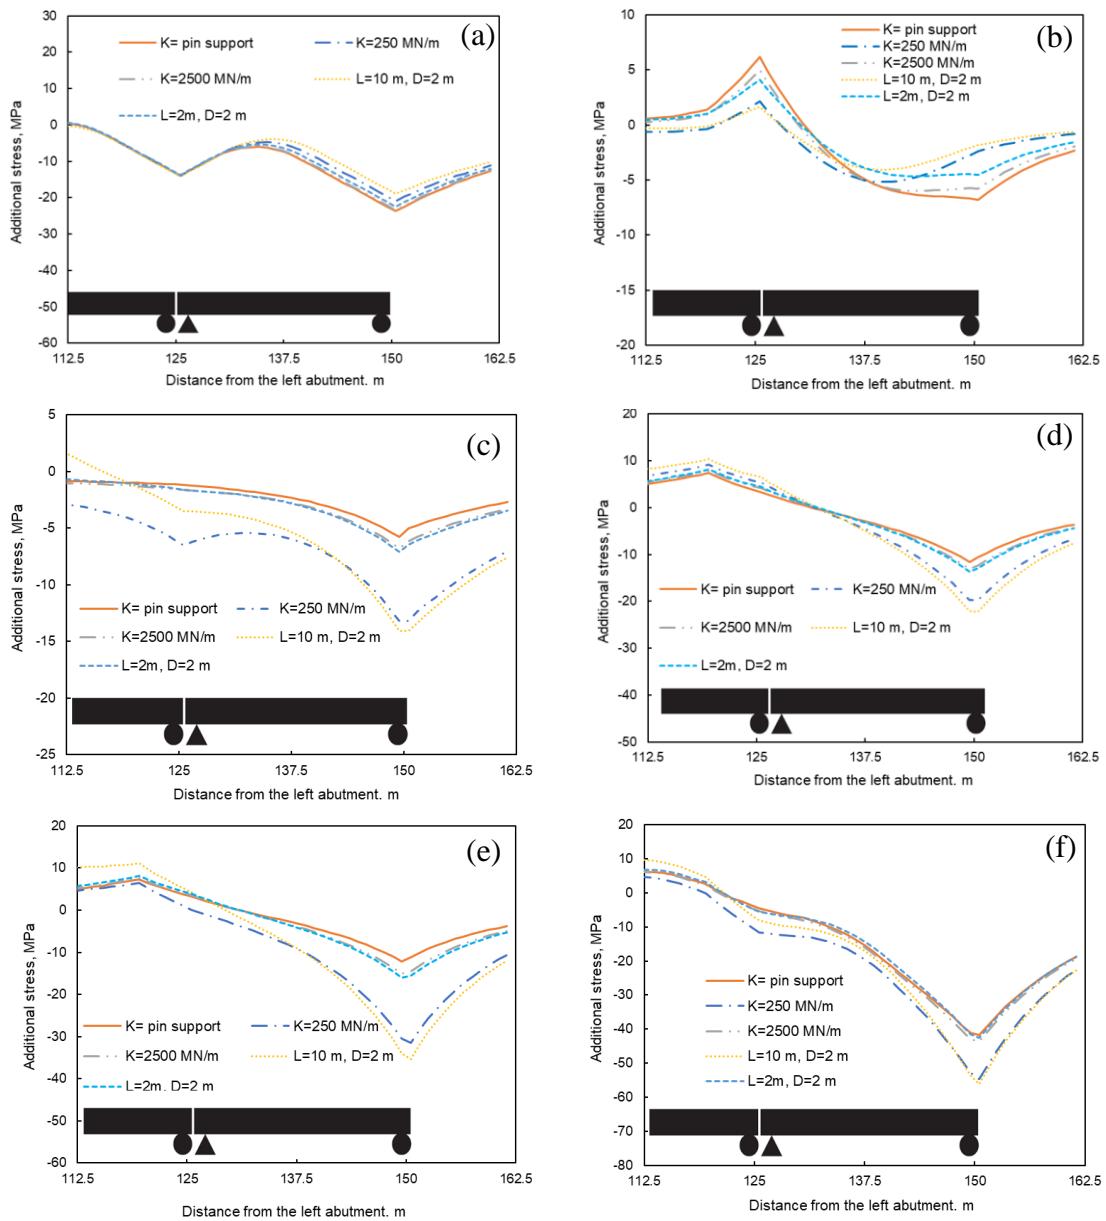 (a)
30
20
10
0
-10
-20
-30
-40
-50
-60
Additional stress, MPa
K= pin support
K=250 MN/m
K=2500 MN/m
L=10 m, D=2 m
L=2m, D=2 m
112.5 125 137.5 150 162.5
Distance from the left abutment. m
(b)
10
5
0
-5
-10
-15
-20
Additional stress, MPa
K= pin support
K=250 MN/m
K=2500 MN/m
L=10 m, D=2 m
L=2m, D=2 m
112.5 125 137.5 150 162.5
Distance from the left abutment. m
(c)
5
0
-5
-10
-15
-20
-25
Additional stress, MPa
K= pin support
K=250 MN/m
K=2500 MN/m
L=10 m, D=2 m
L=2m, D=2 m
112.5 125 137.5 150 162.5
Distance from the left abutment. m
(d)
20
10
0
-10
-20
-30
-40
-50
Additional stress, MPa
K= pin support
K=250 MN/m
K=2500 MN/m
L=10 m, D=2 m
L=2m, D=2 m
112.5 125 137.5 150 162.5
Distance from the left abutment. m
(e)
20
10
0
-10
-20
-30
-40
-50
-60
Additional stress, MPa
K= pin support
K=250 MN/m
K=2500 MN/m
L=10 m, D=2 m
L=2m, D=2 m
112.5 125 137.5 150 162.5
Distance from the left abutment. m
(f)
20
10
0
-10
-20
-30
-40
-50
-60
-70
-80
Additional stress, MPa
K= pin support
K=250 MN/m
K=2500 MN/m
L=10 m, D=2 m
L=2m, D=2 m
112.5 125 137.5 150 162.5
Distance from the left abutment. m